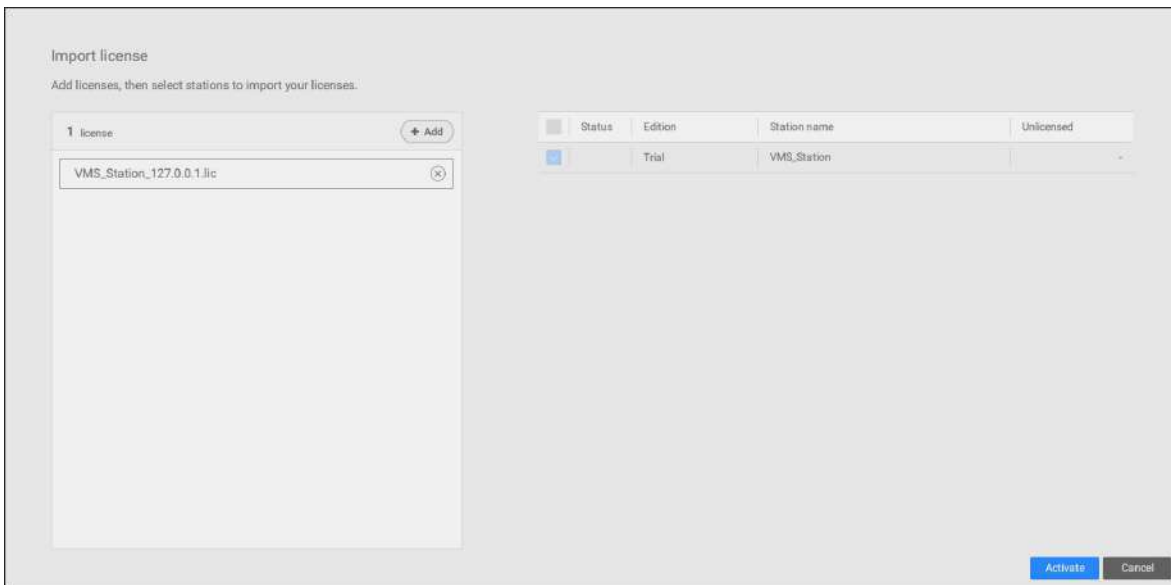 Import license
Add licenses, then select stations to import your licenses.
1 license
+ Add
VMS_Station_127.0.0.1.lic
Status Edition Station name Unlicensed
Trial VMS_Station -
Activate Cancel